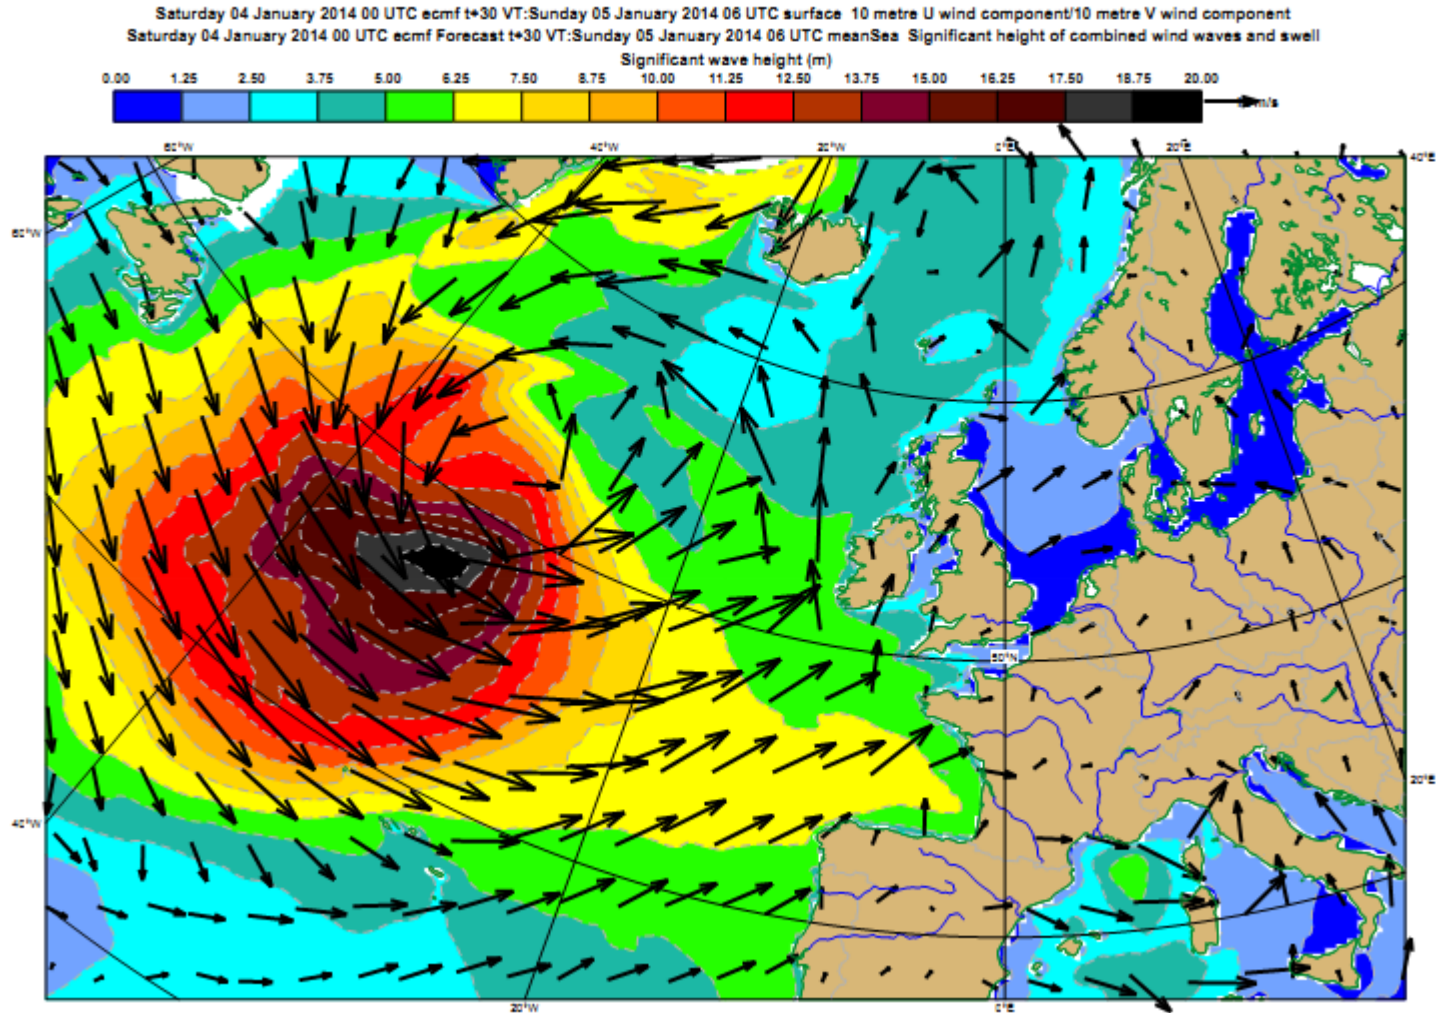 Saturday 04 January 2014 00 UTC ecmf t+30 VT:Sunday 05 January 2014 06 UTC surface 10 metre U wind component/10 metre V wind component
Saturday 04 January 2014 00 UTC ecmf Forecast t+30 VT:Sunday 05 January 2014 06 UTC meanSea Significant height of combined wind waves and swell
Significant wave height (m)
0.00 1.25 2.50 3.75 5.00 6.25 7.50 8.75 10.00 11.25 12.50 13.75 15.00 16.25 17.50 18.75 20.00
m/s
60°W 40°W 20°W 0°E 20°E 40°E
60°W
50°N
20°E
40°W
20°W 0°E